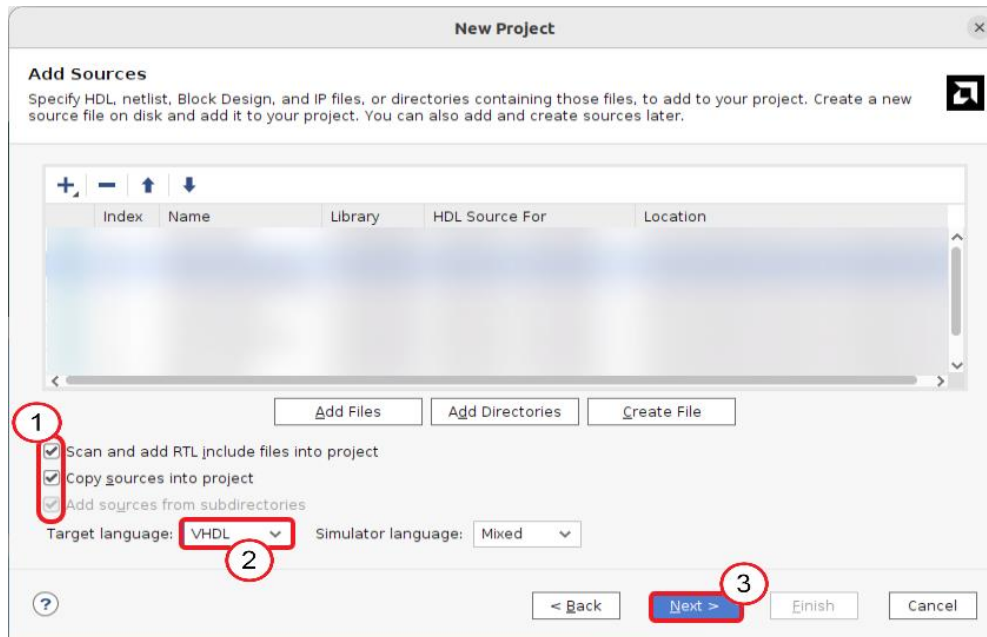 New Project
Add Sources
Specify HDL, netlist, Block Design, and IP files, or directories containing those files, to add to your project. Create a new
source file on disk and add it to your project. You can also add and create sources later.
Index Name Library HDL Source For Location
Add Files Add Directories Create File
1
Scan and add RTL include files into project
Copy sources into project
Add sources from subdirectories
Target language: VHDL Simulator language: Mixed
2
3
? < Back Next > Finish Cancel